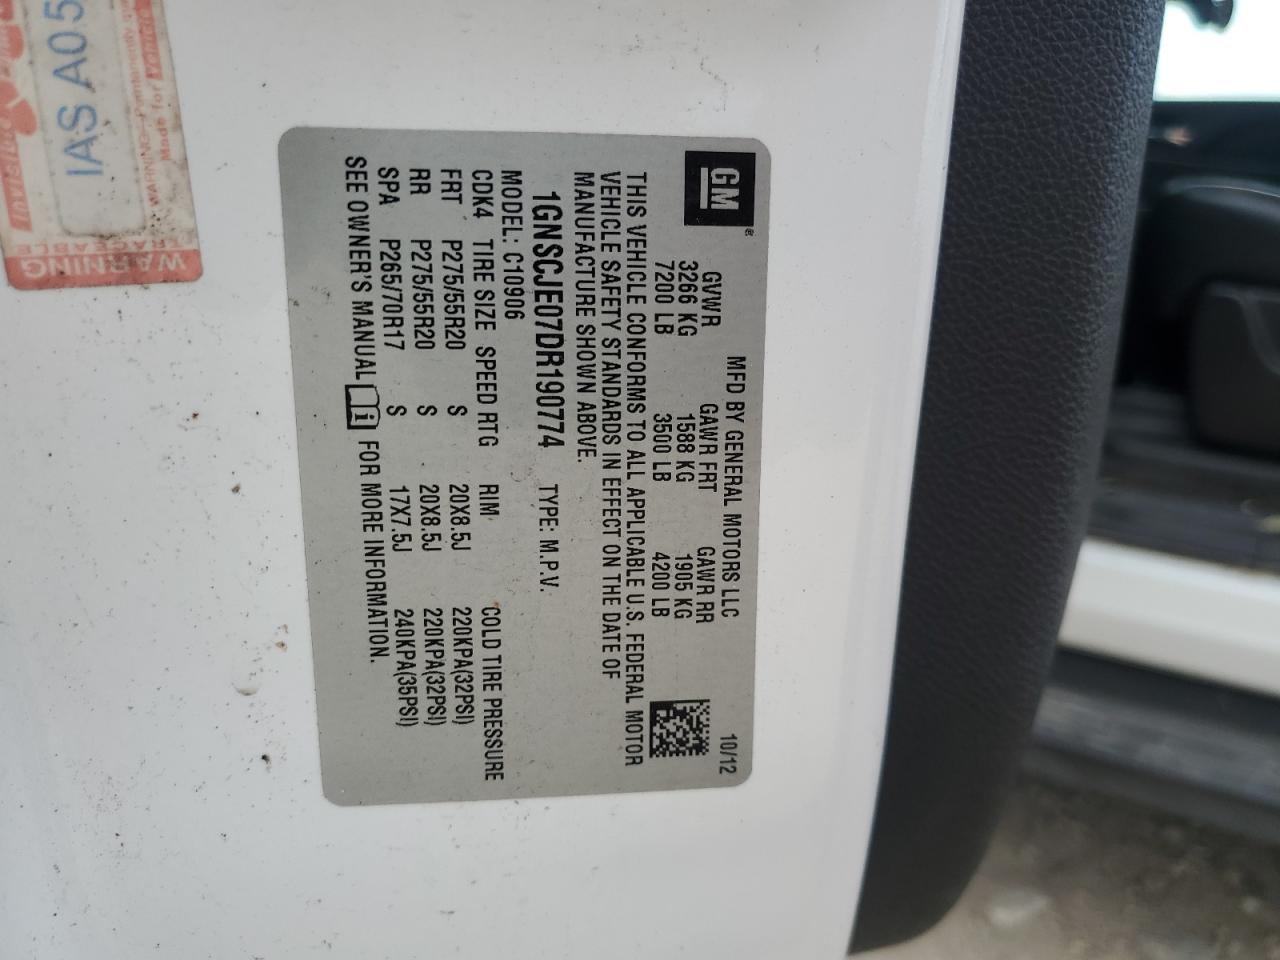 GM
MFD BY GENERAL MOTORS LLC 10/12
GVWR GAWR FRT GAWR RR
3266 KG 1588 KG 1905 KG
7200 LB 3500 LB 4200 LB
THIS VEHICLE CONFORMS TO ALL APPLICABLE U.S. FEDERAL MOTOR
VEHICLE SAFETY STANDARDS IN EFFECT ON THE DATE OF
MANUFACTURE SHOWN ABOVE.
1GNSCJE07DR190774 TYPE: M.P.V.
MODEL: C10906
CDK4 TIRE SIZE SPEED RTG RIM COLD TIRE PRESSURE
FRT P275/55R20 S 20X8.5J 220KPA(32PSI)
RR P275/55R20 S 20X8.5J 220KPA(32PSI)
SPA P265/70R17 S 17X7.5J 240KPA(35PSI)
SEE OWNER'S MANUAL i FOR MORE INFORMATION.
IAS A05
WARNING
TRACEABLE